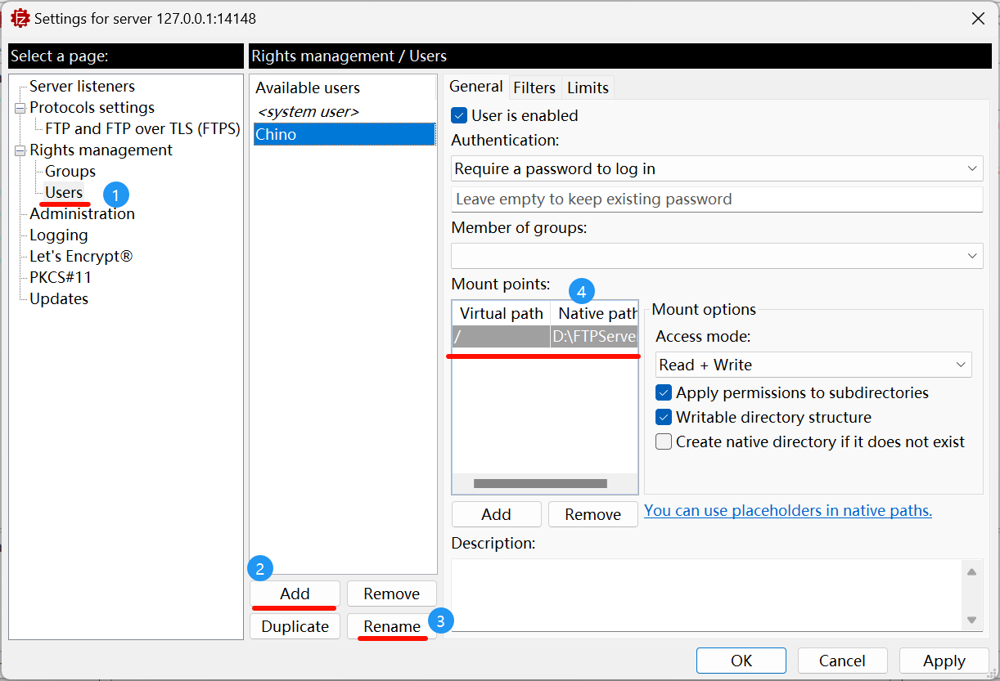 Settings for server 127.0.0.1:14148
Select a page:
Server listeners
Protocols settings
FTP and FTP over TLS (FTPS)
Rights management
Groups
Users
1
Administration
Logging
Let's Encrypt®
PKCS#11
Updates
Rights management / Users
Available users
<system user>
Chino
2
Add
Remove
Duplicate
Rename
3
General
Filters
Limits
User is enabled
Authentication:
Require a password to log in
Leave empty to keep existing password
Member of groups:
Mount points:
4
Virtual path
Native path
/
D:\FTPServe
Add
Remove
Mount options
Access mode:
Read + Write
Apply permissions to subdirectories
Writable directory structure
Create native directory if it does not exist
You can use placeholders in native paths.
Description:
OK
Cancel
Apply